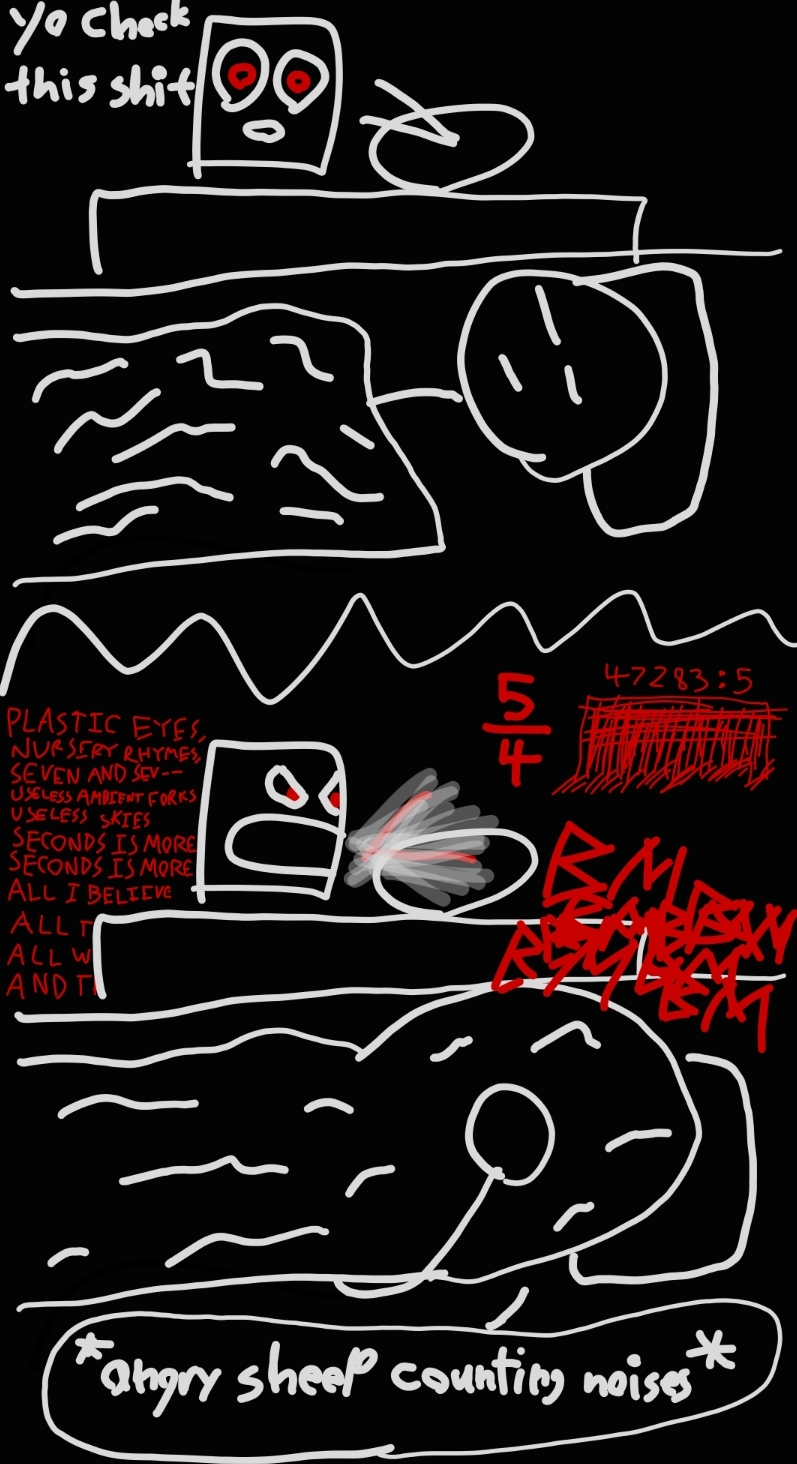 Yo Check
this shit
PLASTIC EYES,
NURSERY RHYMES,
SEVEN AND SEV--
USELESS AMBIENT FORKS
USELESS SKIES
SECONDS IS MORE
SECONDS IS MORE
ALL I BELIEVE
ALL T
ALL W
AND T
5
4
47283:5
*angry sheep counting noises*